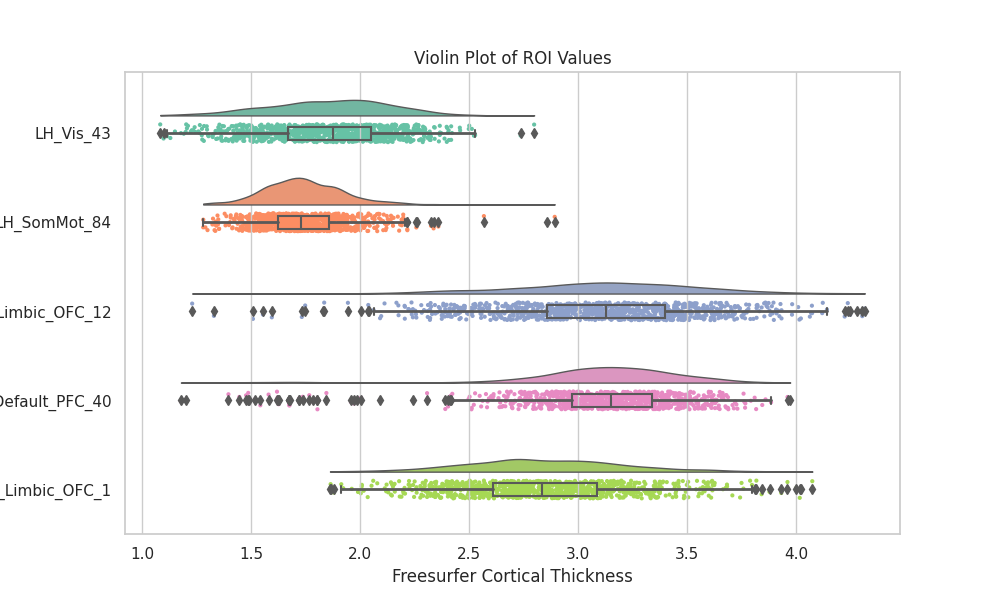 Violin Plot of ROI Values
LH_Vis_43
LH_SomMot_84
Limbic_OFC_12
Default_PFC_40
_Limbic_OFC_1
1.0 1.5 2.0 2.5 3.0 3.5 4.0
Freesurfer Cortical Thickness